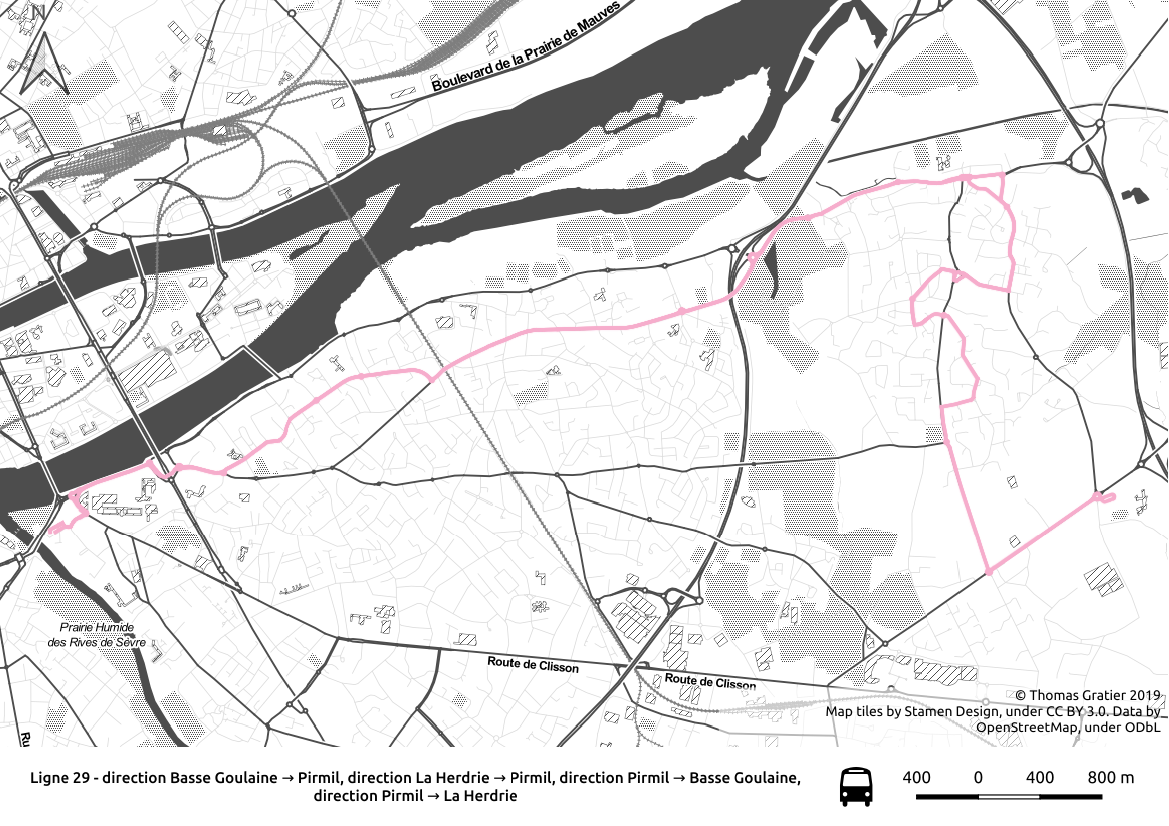 N
Boulevard de la Prairie de Mauves
Prairie Humide
des Rives de Sèvre
Route de Clisson
Route de Clisson
Ru
© Thomas Gratier 2019
Map tiles by Stamen Design, under CC BY 3.0. Data by
OpenStreetMap, under ODbL
Ligne 29 - direction Basse Goulaine → Pirmil, direction La Herdrie → Pirmil, direction Pirmil → Basse Goulaine,
direction Pirmil → La Herdrie
400 0 400 800 m